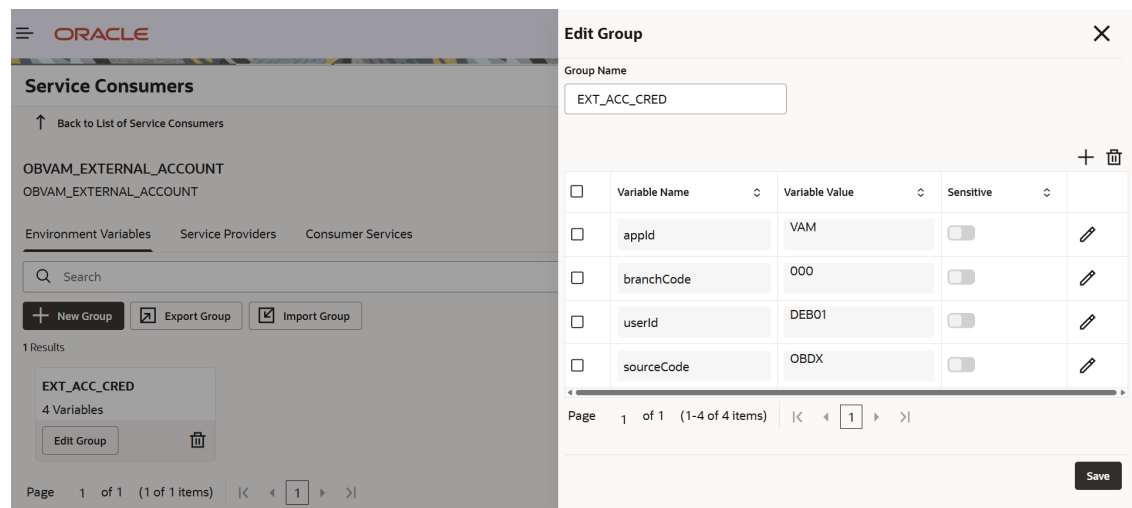 ORACLE
Service Consumers
Back to List of Service Consumers
OBVAM_EXTERNAL_ACCOUNT
OBVAM_EXTERNAL_ACCOUNT
Environment Variables Service Providers Consumer Services
Search
New Group Export Group Import Group
1 Results
EXT_ACC_CRED
4 Variables
Edit Group
Page 1 of 1 (1 of 1 items) 1
Edit Group
Group Name
EXT_ACC_CRED
Variable Name Variable Value Sensitive
appId VAM
branchCode 000
userId DEB01
sourceCode OBDX
Page 1 of 1 (1-4 of 4 items) 1
Save